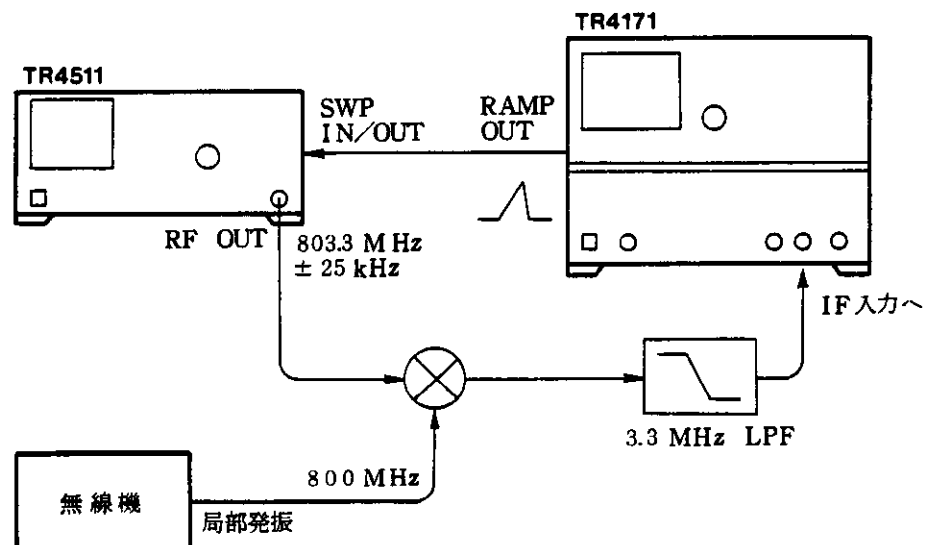 TR4171
TR4511
SWP
IN/OUT
RAMP
OUT
RF OUT
803.3 MHz
± 25 kHz
IF入力へ
3.3 MHz LPF
800 MHz
無線機
局部発振